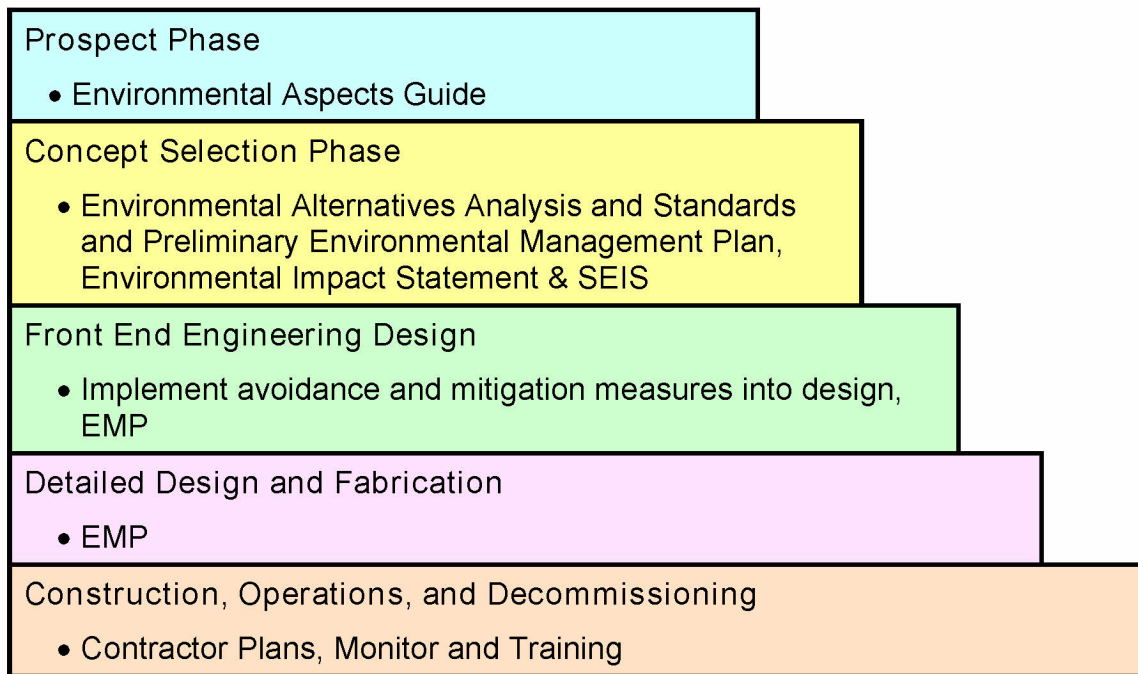 Prospect Phase
• Environmental Aspects Guide
Concept Selection Phase
• Environmental Alternatives Analysis and Standards
and Preliminary Environmental Management Plan,
Environmental Impact Statement & SEIS
Front End Engineering Design
• Implement avoidance and mitigation measures into design,
EMP
Detailed Design and Fabrication
• EMP
Construction, Operations, and Decommissioning
• Contractor Plans, Monitor and Training